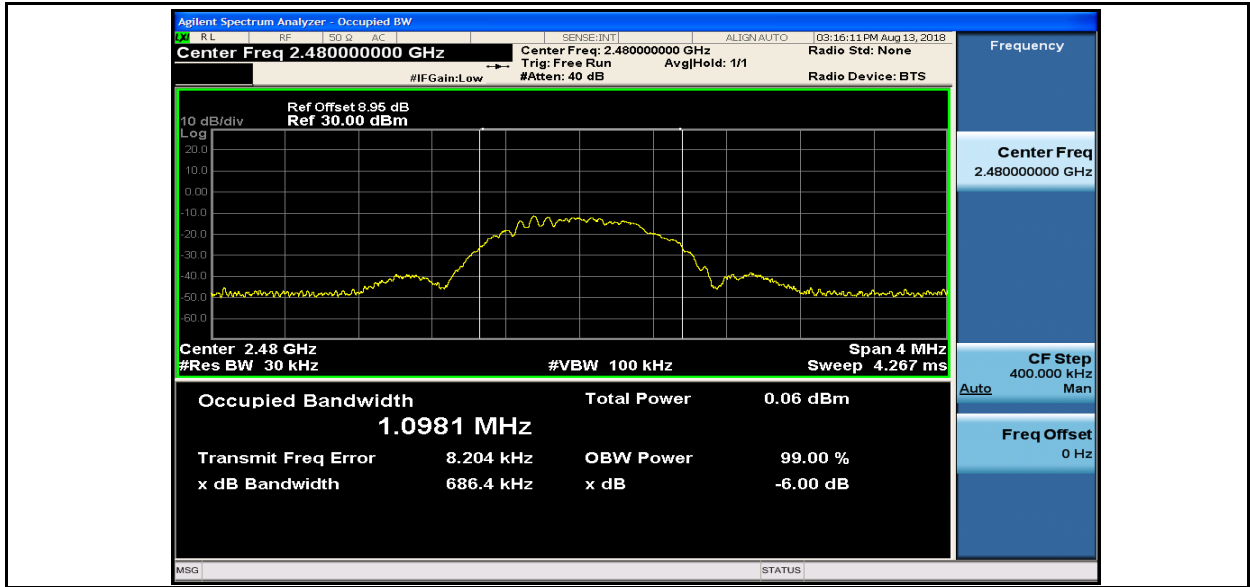 Agilent Spectrum Analyzer - Occupied BW
LXI RL RF 50 Ω AC SENSE:INT ALIGN AUTO 03:16:11 PM Aug 13, 2018
Center Freq 2.480000000 GHz
Center Freq: 2.480000000 GHz
Radio Std: None
Trig: Free Run Avg|Hold: 1/1
#IFGain:Low
#Atten: 40 dB
Radio Device: BTS
Ref Offset 8.95 dB
10 dB/div Ref 30.00 dBm
Log
20.0
10.0
0.00
-10.0
-20.0
-30.0
-40.0
-50.0
-60.0
Center 2.48 GHz Span 4 MHz
#Res BW 30 kHz #VBW 100 kHz Sweep 4.267 ms
Occupied Bandwidth Total Power 0.06 dBm
1.0981 MHz
Transmit Freq Error 8.204 kHz OBW Power 99.00 %
x dB Bandwidth 686.4 kHz x dB -6.00 dB
MSG STATUS
Frequency
Center Freq
2.480000000 GHz
CF Step
400.000 kHz
Auto Man
Freq Offset
0 Hz